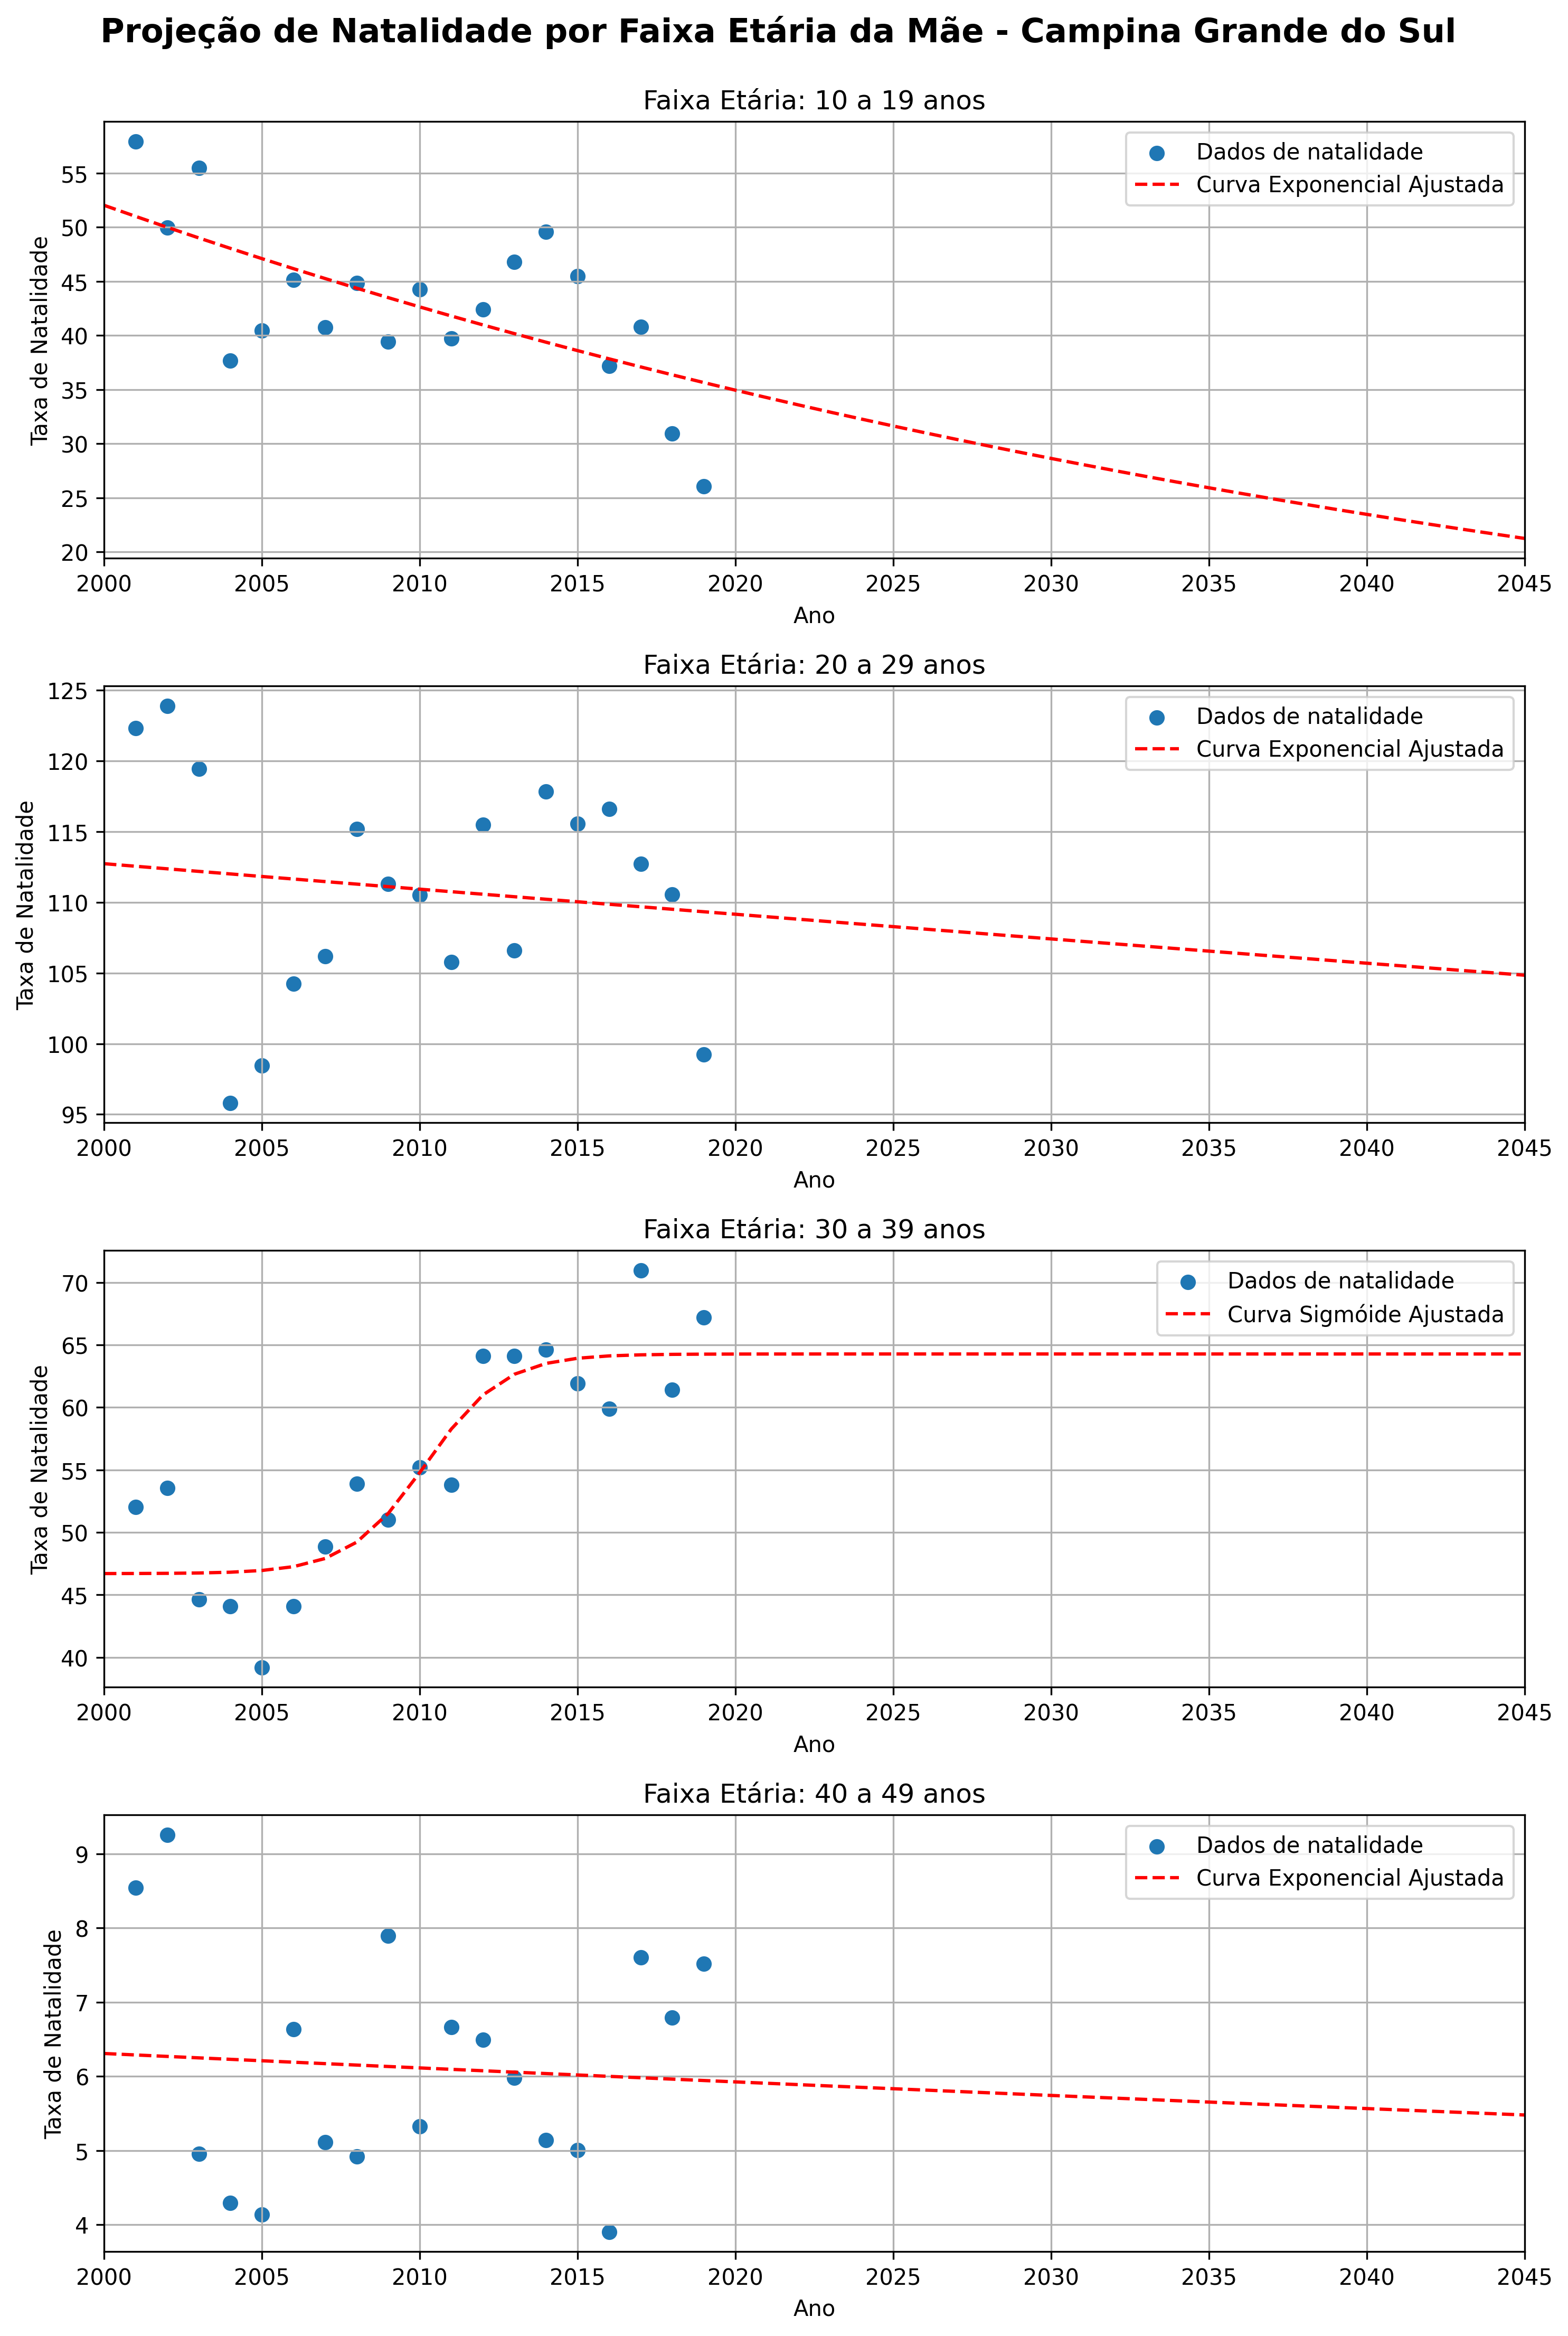 Projeção de Natalidade por Faixa Etária da Mãe - Campina Grande do Sul
Faixa Etária: 10 a 19 anos
Dados de natalidade
Curva Exponencial Ajustada
Taxa de Natalidade
55
50
45
40
35
30
25
20
2000 2005 2010 2015 2020 2025 2030 2035 2040 2045
Ano
Faixa Etária: 20 a 29 anos
Dados de natalidade
Curva Exponencial Ajustada
Taxa de Natalidade
125
120
115
110
105
100
95
2000 2005 2010 2015 2020 2025 2030 2035 2040 2045
Ano
Faixa Etária: 30 a 39 anos
Dados de natalidade
Curva Sigmóide Ajustada
Taxa de Natalidade
70
65
60
55
50
45
40
2000 2005 2010 2015 2020 2025 2030 2035 2040 2045
Ano
Faixa Etária: 40 a 49 anos
Dados de natalidade
Curva Exponencial Ajustada
Taxa de Natalidade
9
8
7
6
5
4
2000 2005 2010 2015 2020 2025 2030 2035 2040 2045
Ano